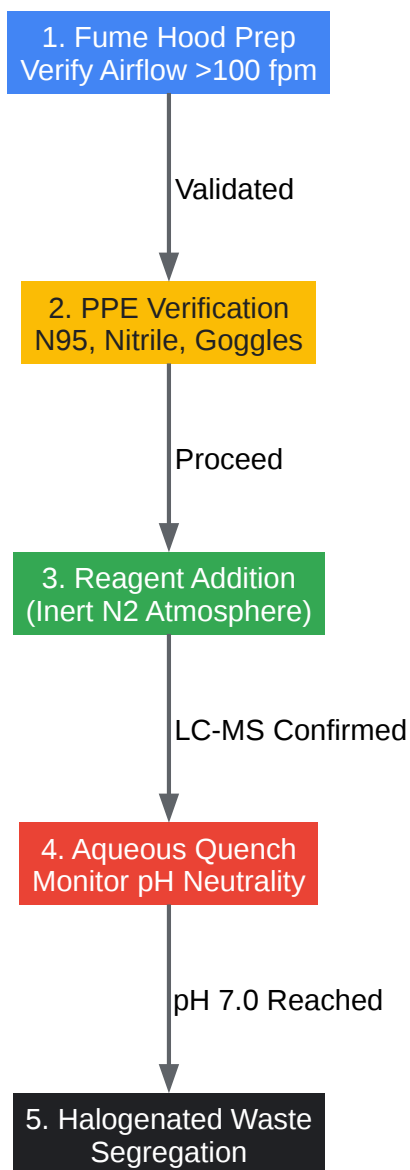 1. Fume Hood Prep
Verify Airflow >100 fpm
Validated
2. PPE Verification
N95, Nitrile, Goggles
Proceed
3. Reagent Addition
(Inert N2 Atmosphere)
LC-MS Confirmed
4. Aqueous Quench
Monitor pH Neutrality
pH 7.0 Reached
5. Halogenated Waste
Segregation